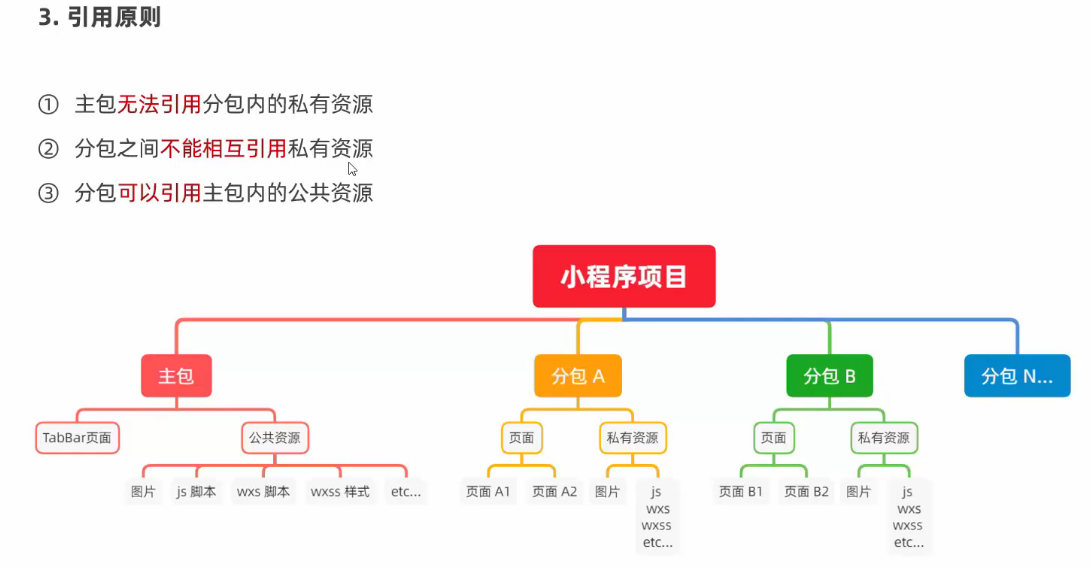 3. 引用原则
① 主包无法引用分包内的私有资源
② 分包之间不能相互引用私有资源
③ 分包可以引用主包内的公共资源
小程序项目
主包
分包 A
分包 B
分包 N...
TabBar页面
公共资源
页面
私有资源
页面
私有资源
图片
js 脚本
wxs 脚本
wxss 样式
etc...
页面 A1
页面 A2
图片
js
wxs
wxss
etc...
页面 B1
页面 B2
图片
js
wxs
wxss
etc...